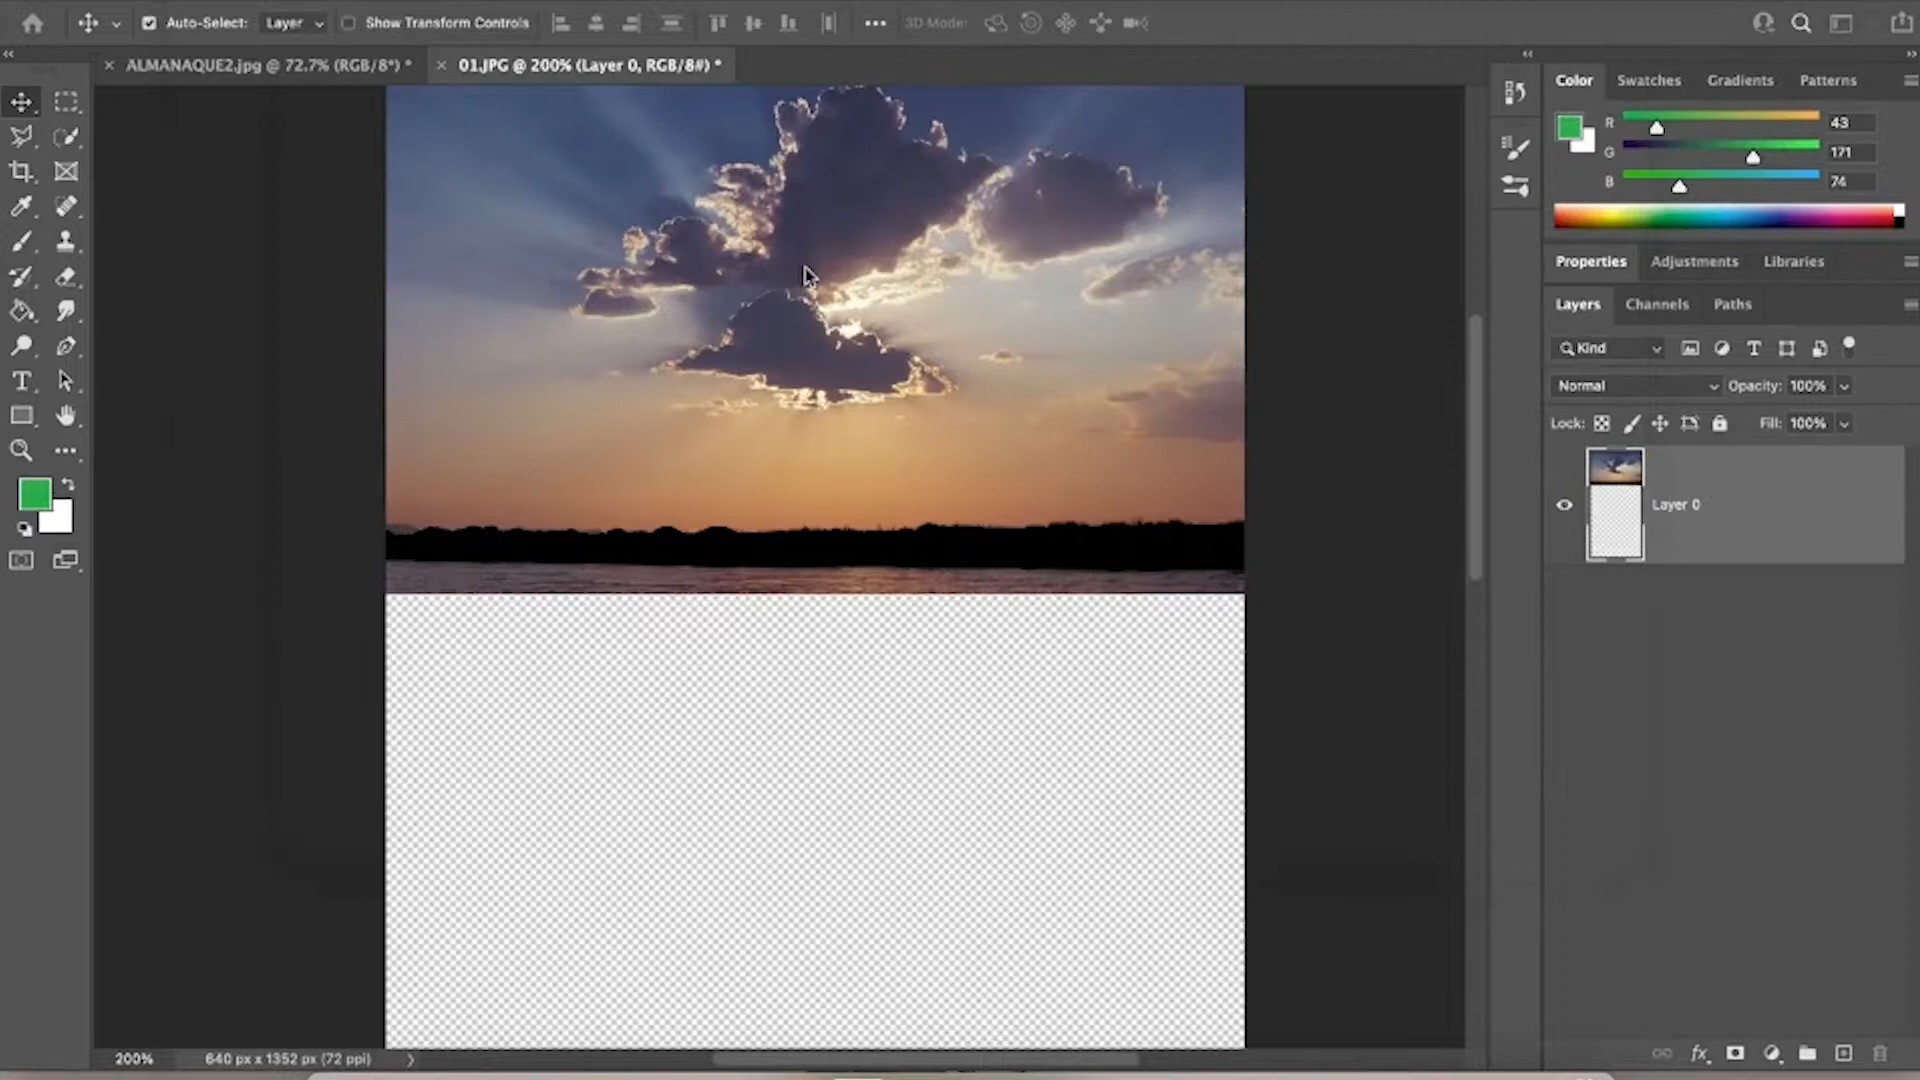 Auto-Select: Layer Show Transform Controls 3D Mode:
ALMANAQUE2.jpg @ 72.7% (RGB/8*) * 01.JPG @ 200% (Layer 0, RGB/8#) *
Color Swatches Gradients Patterns
R 43
G 171
B 74
Properties Adjustments Libraries
Layers Channels Paths
Kind
Normal Opacity: 100%
Lock: Fill: 100%
Layer 0
200% 640 px x 1352 px (72 ppi)
fx